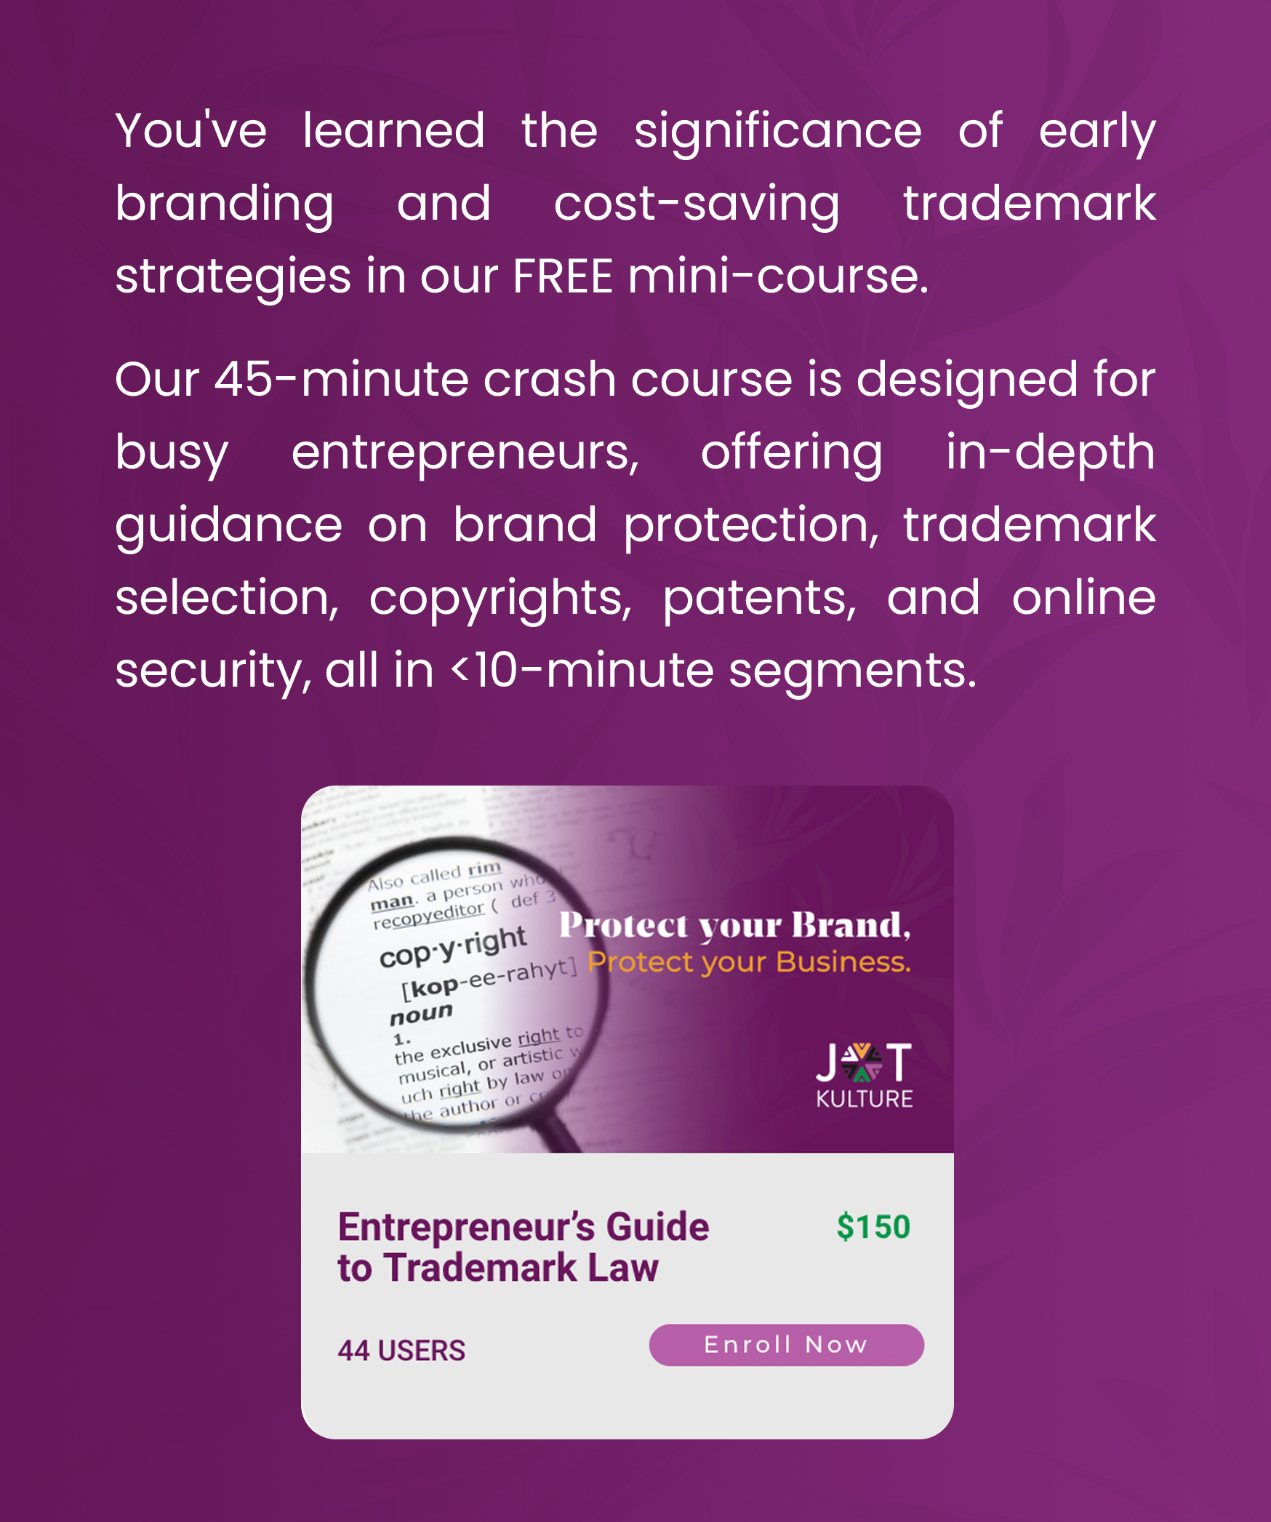 You've learned the significance of early
branding and cost-saving trademark
strategies in our FREE mini-course.
Our 45-minute crash course is designed for
busy entrepreneurs, offering in-depth
guidance on brand protection, trademark
selection, copyrights, patents, and online
security, all in <10-minute segments.
Also called rim
man. a person who
recopyeditor ( def 3
cop·y·right
[kop-ee-rahyt]
noun
1.
the exclusive right to
musical, or artistic w
uch right by law on
the author or
Protect your Brand,
Protect your Business.
J T
KULTURE
Entrepreneur’s Guide
to Trademark Law
$150
44 USERS
Enroll Now